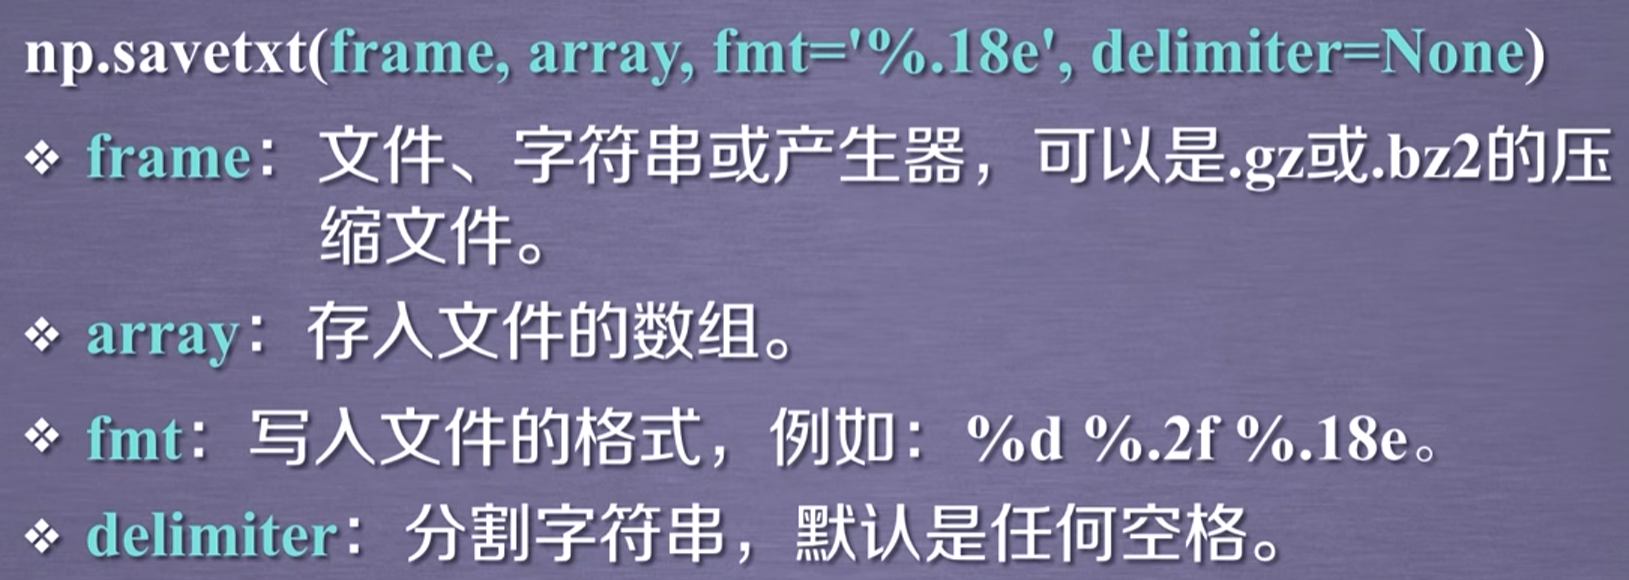 np.savetxt(frame, array, fmt='%.18e', delimiter=None)
❖ frame：文件、字符串或产生器，可以是.gz或.bz2的压
缩文件。
❖ array：存入文件的数组。
❖ fmt：写入文件的格式，例如：%d %.2f %.18e。
❖ delimiter：分割字符串，默认是任何空格。